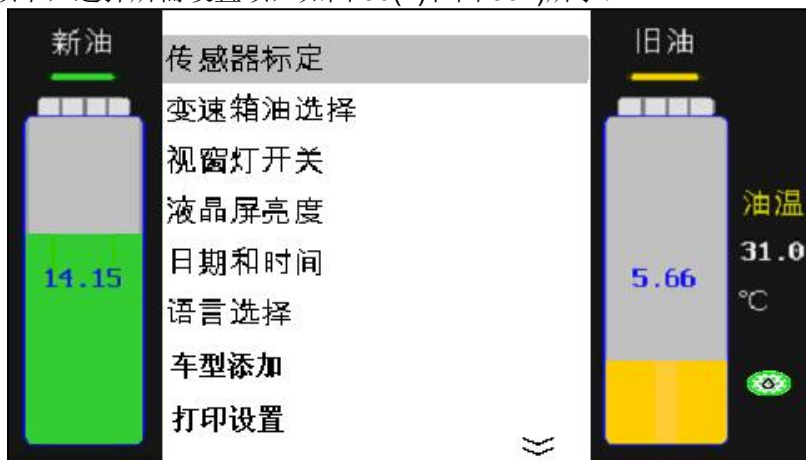 新油
14.15
传感器标定
变速箱油选择
视窗灯开关
液晶屏亮度
日期和时间
语言选择
车型添加
打印设置
旧油
5.66
油温
31.0
℃